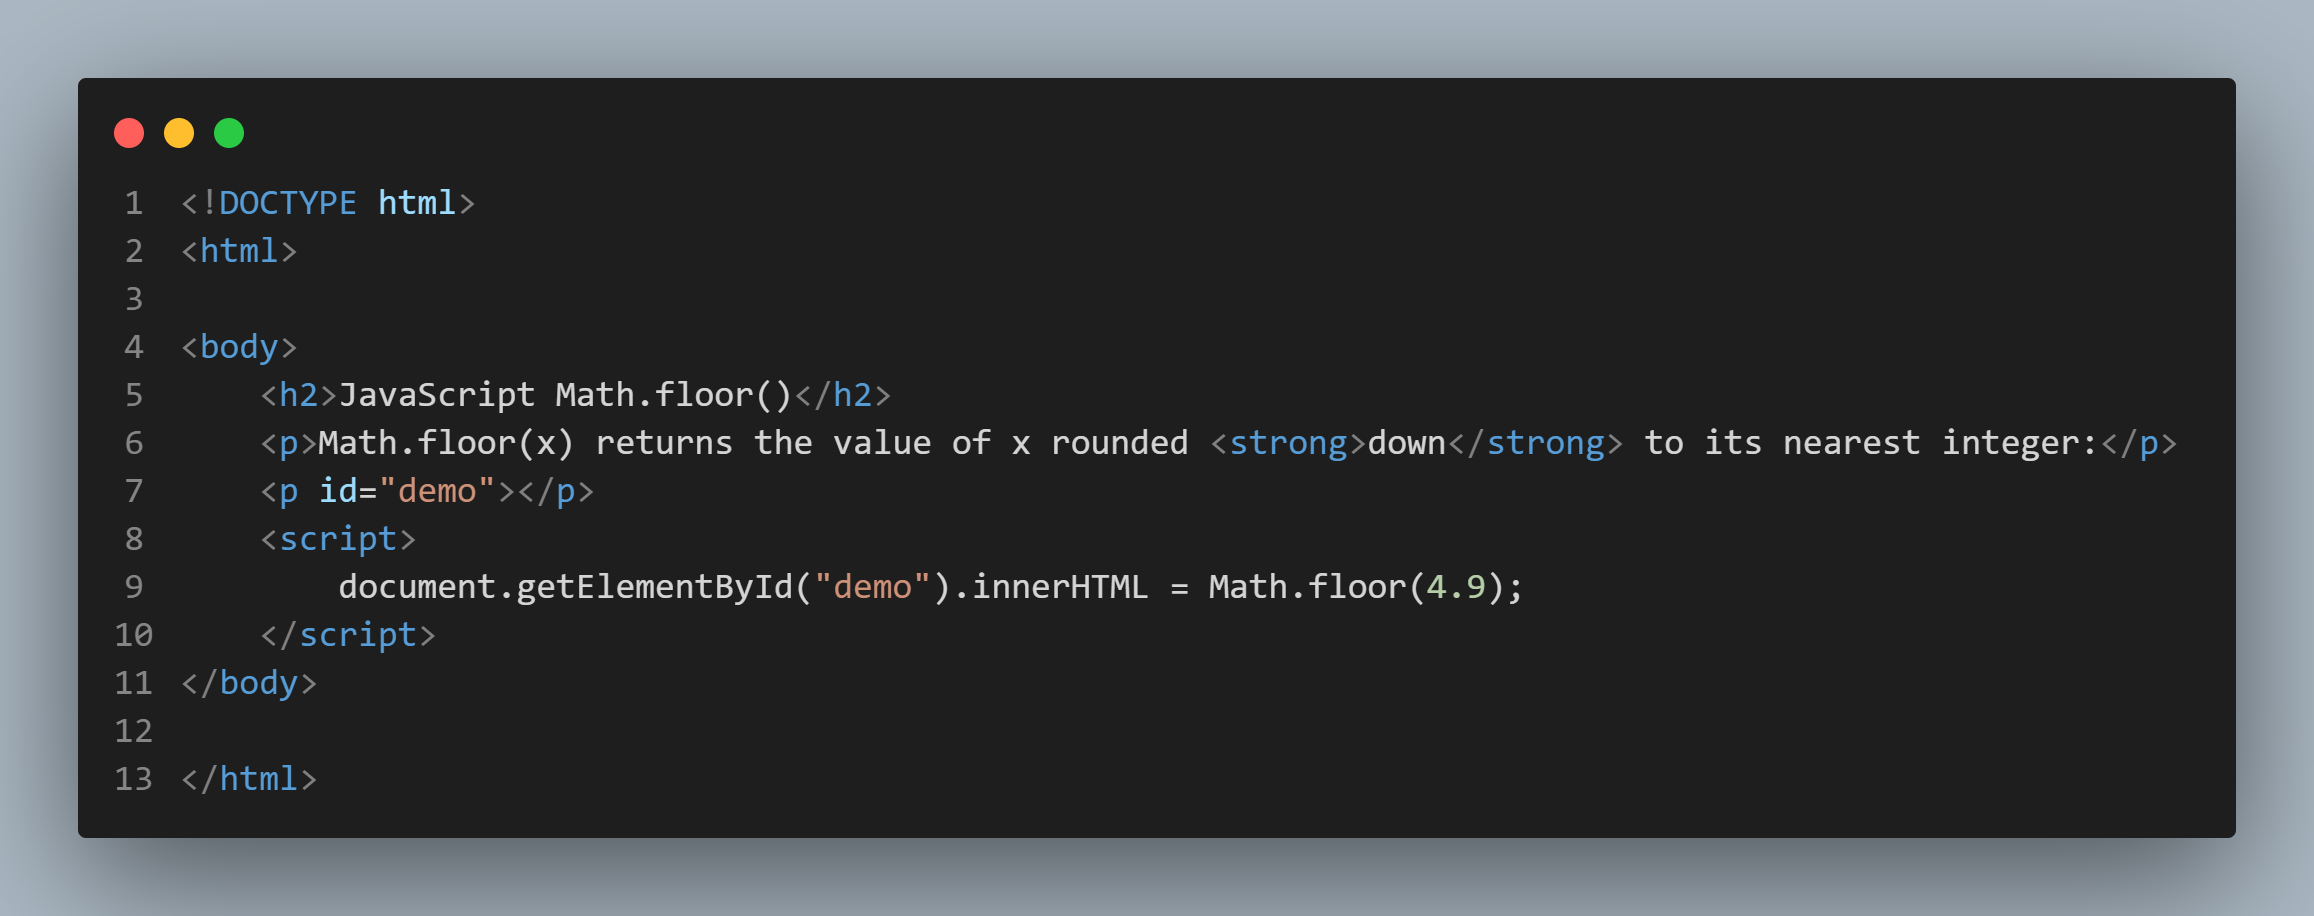 1 <!DOCTYPE html>
2 <html>
3
4 <body>
5     <h2>JavaScript Math.floor()</h2>
6     <p>Math.floor(x) returns the value of x rounded <strong>down</strong> to its nearest integer:</p>
7     <p id="demo"></p>
8     <script>
9         document.getElementById("demo").innerHTML = Math.floor(4.9);
10     </script>
11 </body>
12
13 </html>